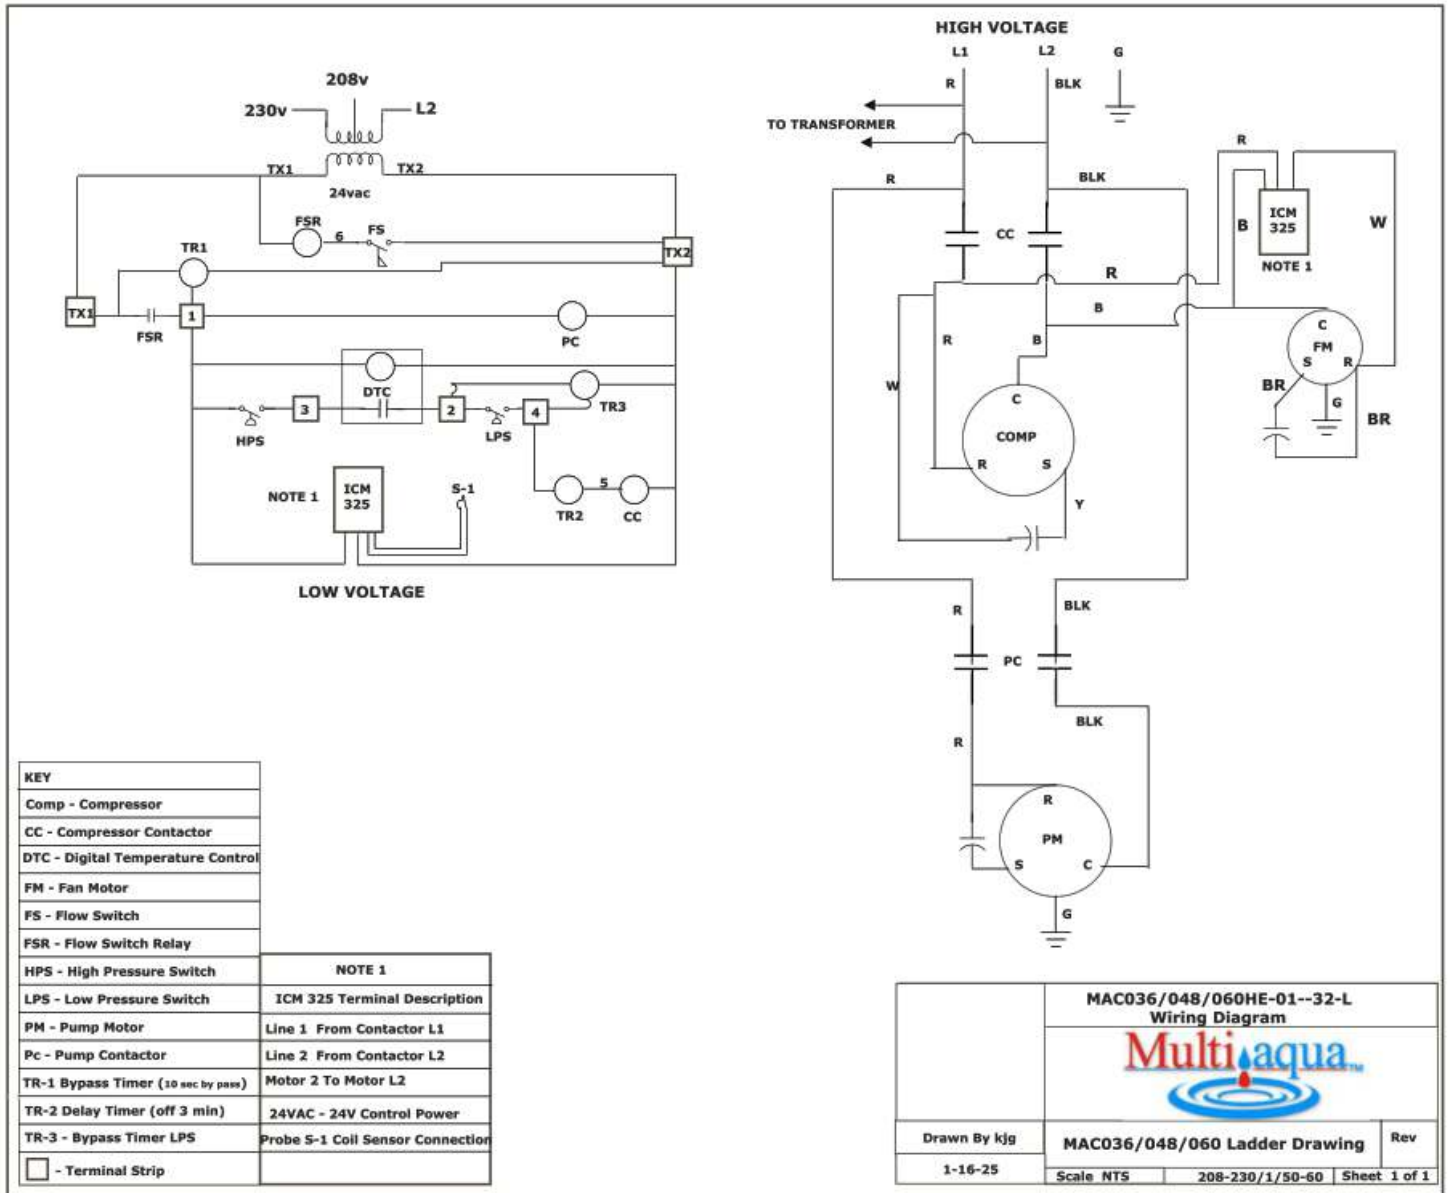 HIGH VOLTAGE
L1 L2 G
R BLK
TO TRANSFORMER
208v
230v L2
TX1 TX2
24vac
FSR 6 FS
TR1
TX2
TX1 FSR 1
PC
DTC
3 2 4 TR3
HPS LPS
NOTE 1 ICM 325 S-1
TR2 5 CC
LOW VOLTAGE
R BLK
CC
R
B
R
W
ICM
325
NOTE 1
R
B
C
FM
S R
BR
G
BR
R B
W
C
COMP
R S
Y
R BLK
PC
BLK
R
R
PM
S C
G
KEY
Comp - Compressor
CC - Compressor Contactor
DTC - Digital Temperature Control
FM - Fan Motor
FS - Flow Switch
FSR - Flow Switch Relay
HPS - High Pressure Switch
LPS - Low Pressure Switch
PM - Pump Motor
Pc - Pump Contactor
TR-1 Bypass Timer (10 sec by pass)
TR-2 Delay Timer (off 3 min)
TR-3 - Bypass Timer LPS
- Terminal Strip
NOTE 1
ICM 325 Terminal Description
Line 1 From Contactor L1
Line 2 From Contactor L2
Motor 2 To Motor L2
24VAC - 24V Control Power
Probe S-1 Coil Sensor Connection
MAC036/048/060HE-01--32-L
Wiring Diagram
Multiaqua™
Drawn By kjg
1-16-25
MAC036/048/060 Ladder Drawing
Rev
Scale NTS 208-230/1/50-60 Sheet 1 of 1